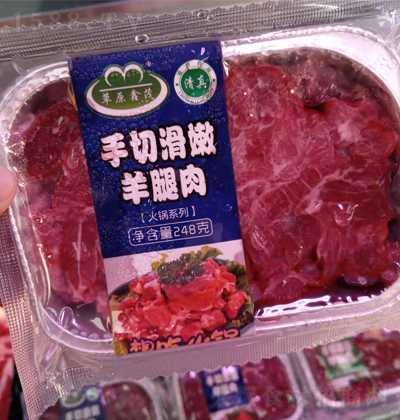 草原鑫茂
清真
手切滑嫩
羊腿肉
【火锅系列】
净含量248克